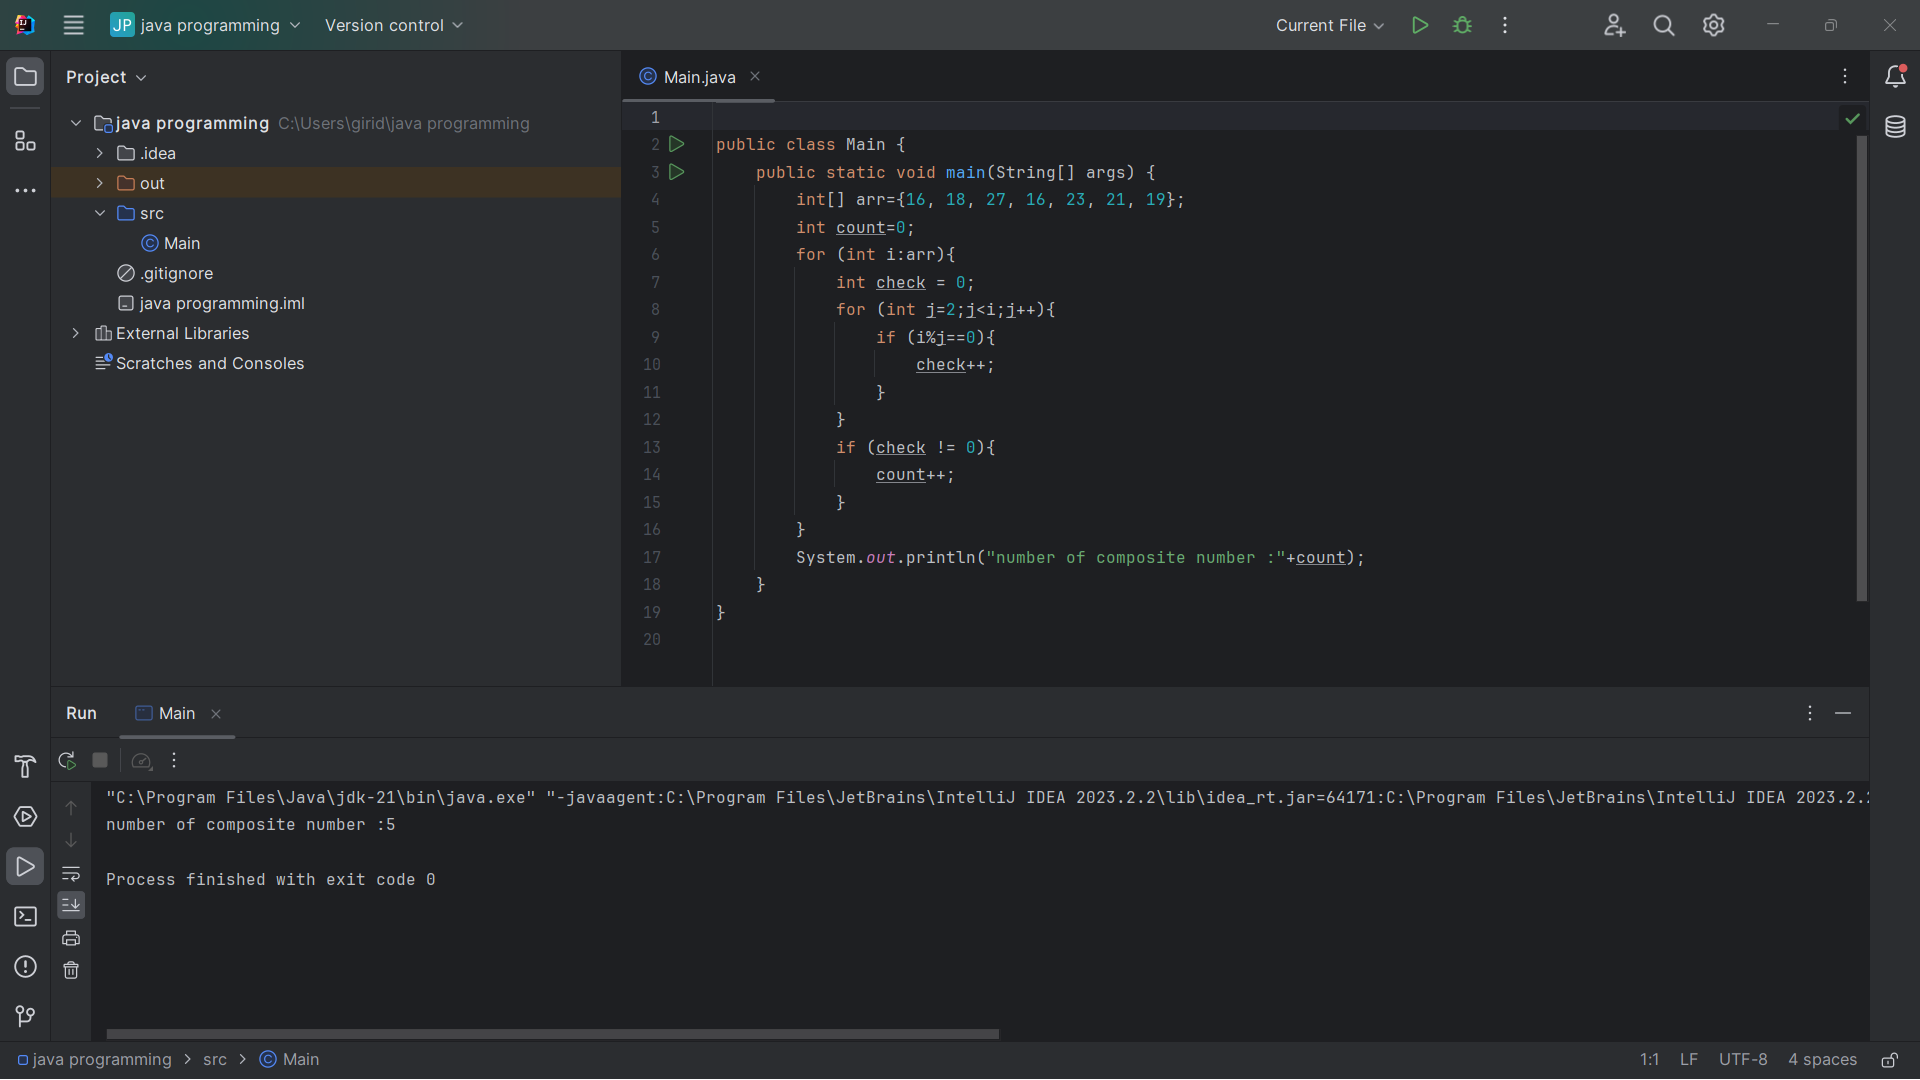 JP java programming Version control Current File
Project
Main.java
java programming C:\Users\girid\java programming
.idea
out
src
Main
.gitignore
java programming.iml
External Libraries
Scratches and Consoles
1
2 public class Main {
3 public static void main(String[] args) {
4 int[] arr={16, 18, 27, 16, 23, 21, 19};
5 int count=0;
6 for (int i:arr){
7 int check = 0;
8 for (int j=2;j<i;j++){
9 if (i%j==0){
10 check++;
11 }
12 }
13 if (check != 0){
14 count++;
15 }
16 }
17 System.out.println("number of composite number :"+count);
18 }
19 }
20
Run Main
"C:\Program Files\Java\jdk-21\bin\java.exe" "-javaagent:C:\Program Files\JetBrains\IntelliJ IDEA 2023.2.2\lib\idea_rt.jar=64171:C:\Program Files\JetBrains\IntelliJ IDEA 2023.2.2
number of composite number :5
Process finished with exit code 0
java programming > src > Main 1:1 LF UTF-8 4 spaces